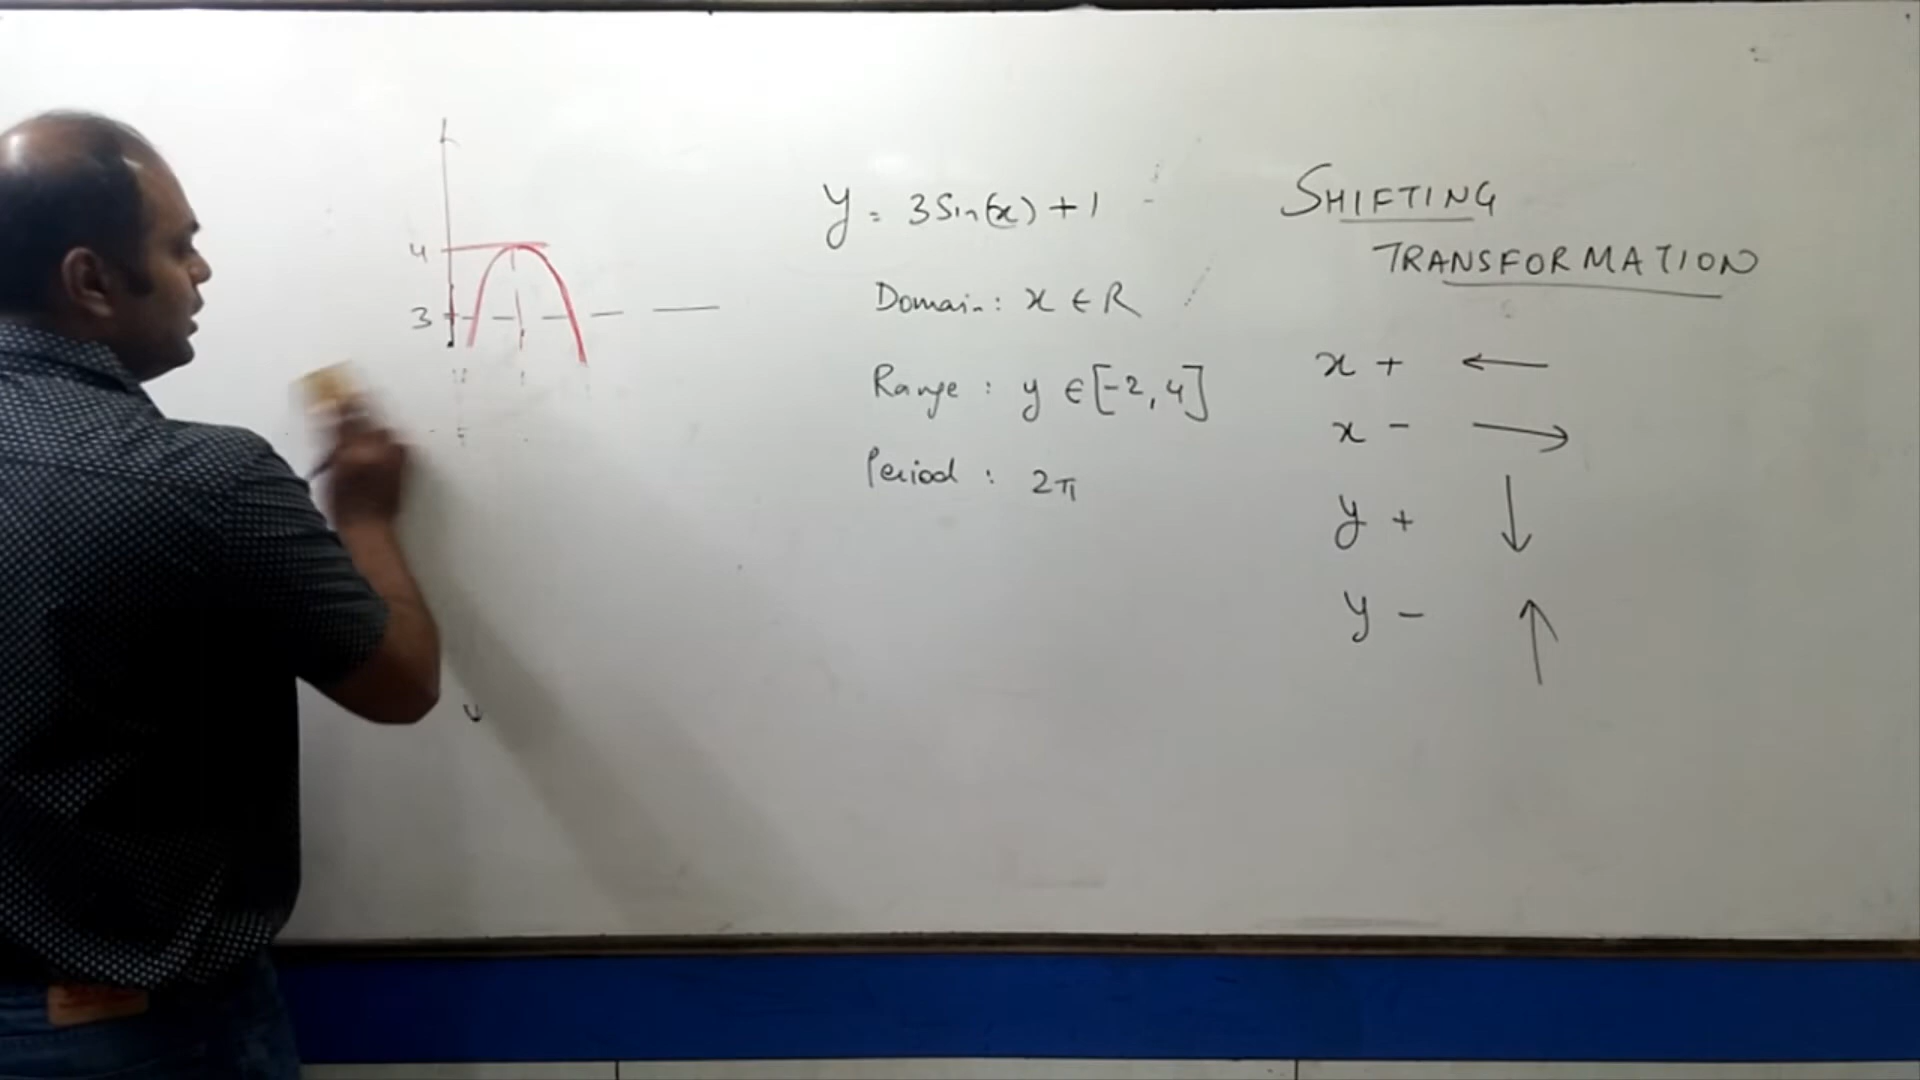 4
3
y = 3Sin(x) + 1
Domain: x ∈ R
Range: y ∈ [-2, 4]
Period: 2π
SHIFTING
TRANSFORMATION
x + ←
x - →
y + ↓
y - ↑